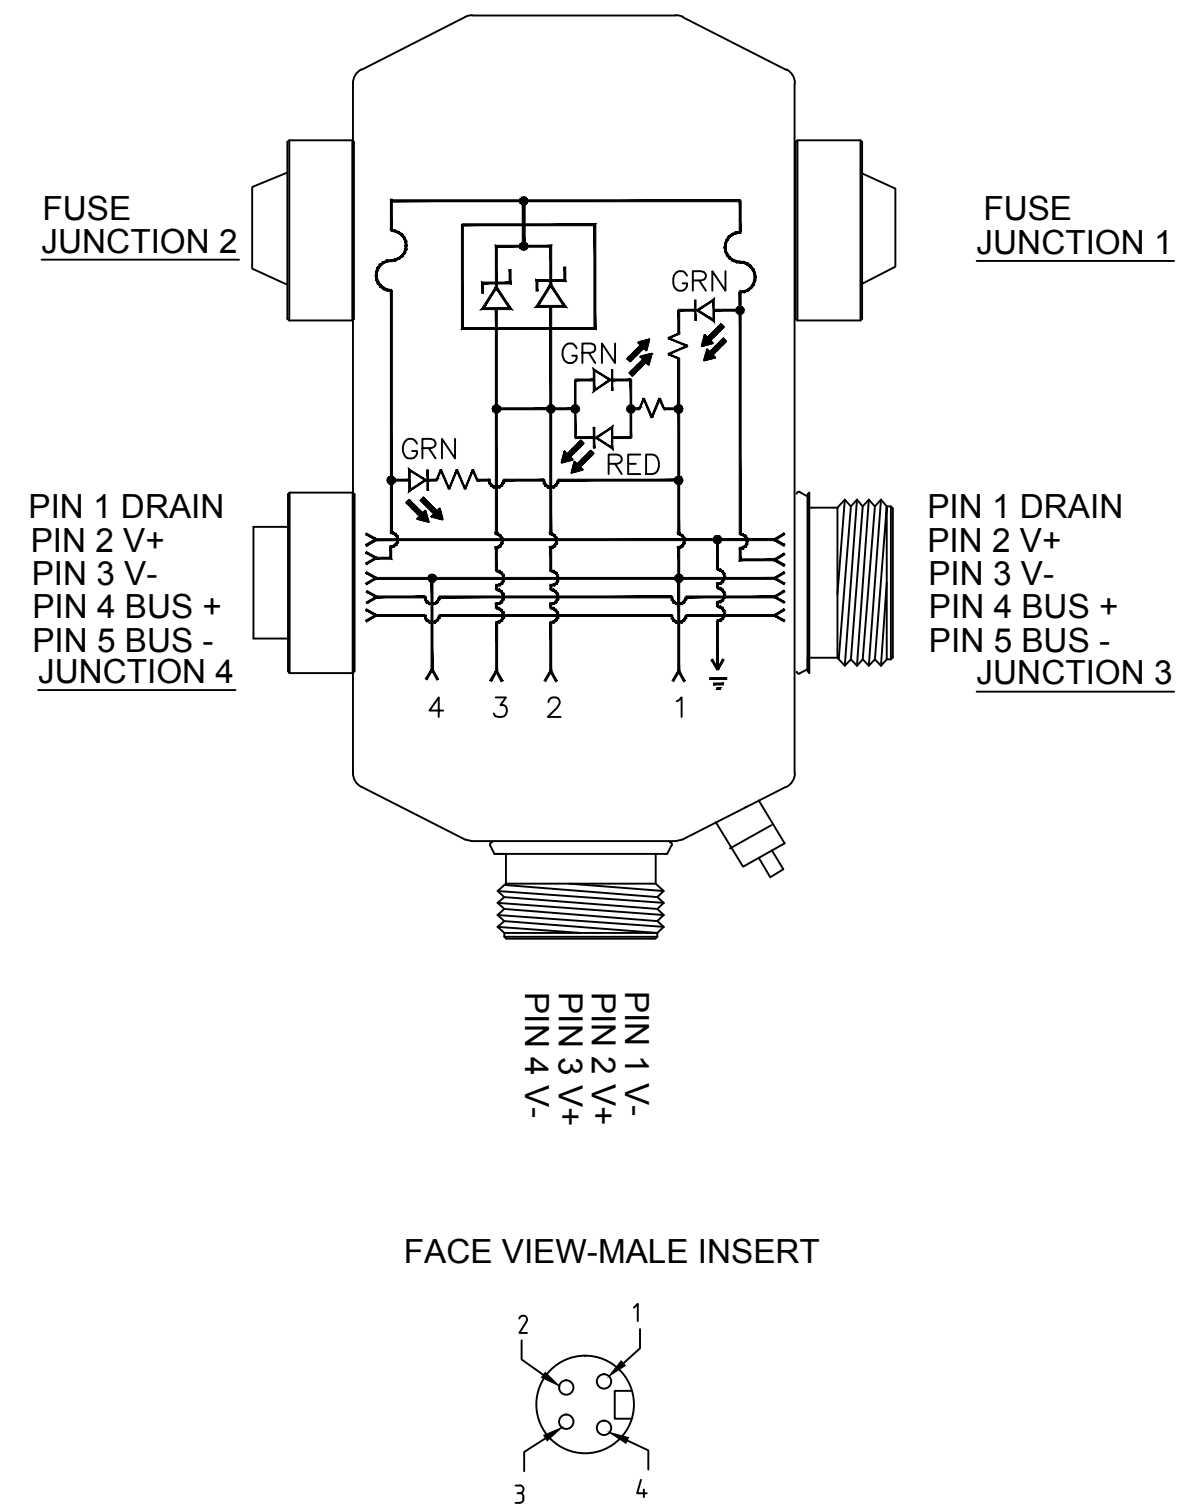 FUSE
JUNCTION 2
FUSE
JUNCTION 1
GRN
GRN
GRN
RED
PIN 1 DRAIN
PIN 2 V+
PIN 3 V-
PIN 4 BUS +
PIN 5 BUS -
JUNCTION 4
PIN 1 DRAIN
PIN 2 V+
PIN 3 V-
PIN 4 BUS +
PIN 5 BUS -
JUNCTION 3
4 3 2 1
PIN 1 V-
PIN 2 V+
PIN 3 V+
PIN 4 V-
FACE VIEW-MALE INSERT
2 1
3 4